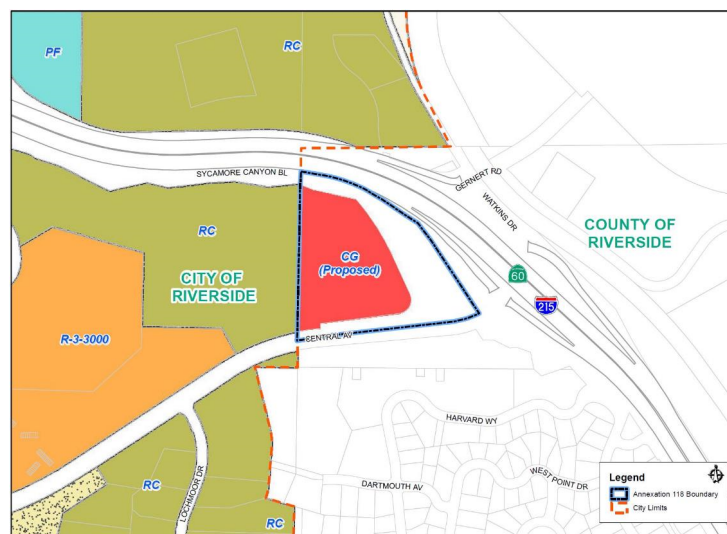 PF
RC
SYCAMORE CANYON BL
GERNERT RD
WATKINS DR
COUNTY OF
RIVERSIDE
RC
CG
(Proposed)
CITY OF
RIVERSIDE
60
215
R-3-3000
CENTRAL AV
HARVARD WY
WEST POINT DR
DARTMOUTH AV
LOCHMOOR DR
RC
RC
Legend
Annexation 118 Boundary
City Limits